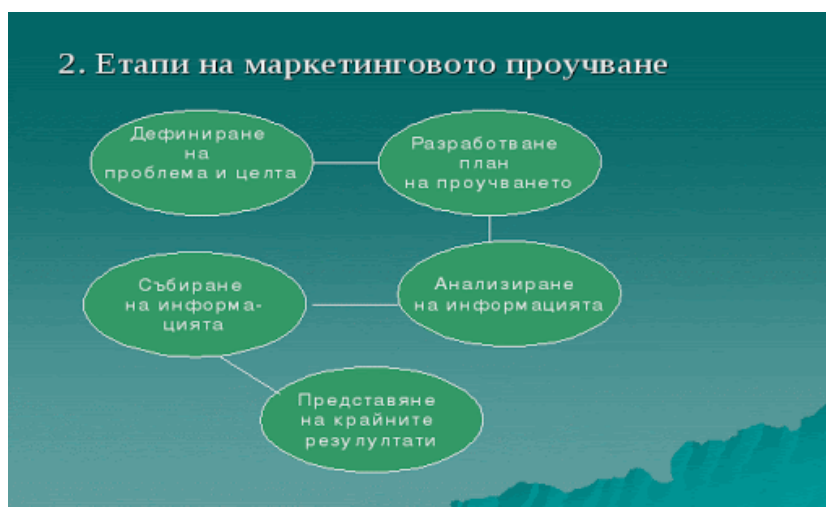 2. Етапи на маркетинговото проучване
Дефиниране
на
проблема и целта
Разработване
план
на проучването
Събиране
на информа-
цията
Анализиране
на информацията
Представяне
на крайните
резулултати